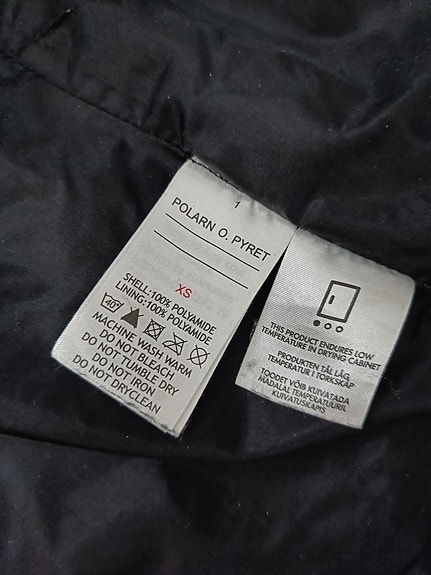 1
POLARN O. PYRET
XS
SHELL:100% POLYAMIDE
LINING:100% POLYAMIDE
40°
MACHINE WASH WARM
DO NOT BLEACH
DO NOT TUMBLE DRY
DO NOT IRON
DO NOT DRYCLEAN
THIS PRODUCT ENDURES LOW
TEMPERATURE IN DRYING CABINET
PRODUKTEN TÅL LÅG
TEMPERATUR I TORKSKÅP
TOODET VÕIB KUIVATADA
MADALAL TEMPERATUURIL
KUIVATUSKAPIS